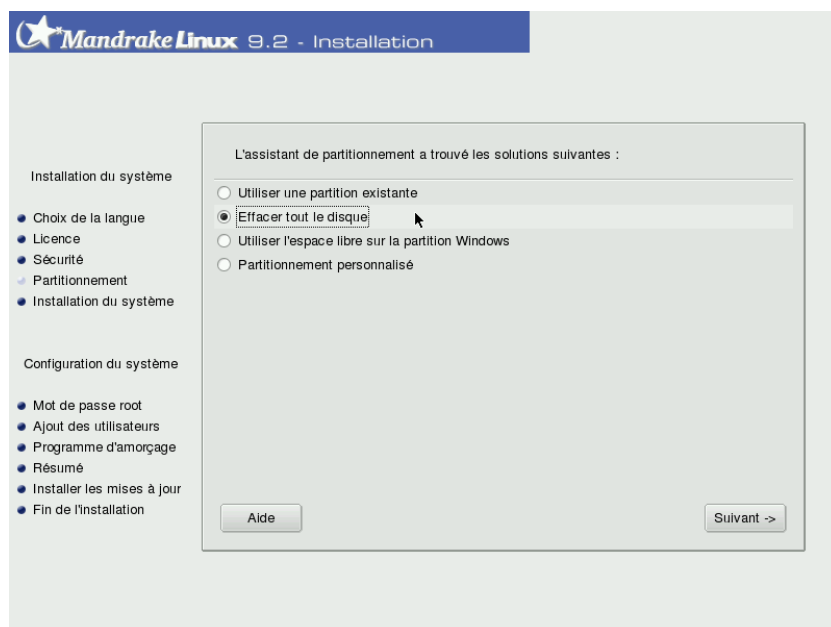 Mandrake Linux 9.2 - Installation
Installation du système
Choix de la langue
Licence
Sécurité
Partitionnement
Installation du système
Configuration du système
Mot de passe root
Ajout des utilisateurs
Programme d'amorçage
Résumé
Installer les mises à jour
Fin de l'installation
L'assistant de partitionnement a trouvé les solutions suivantes :
Utiliser une partition existante
Effacer tout le disque
Utiliser l'espace libre sur la partition Windows
Partitionnement personnalisé
Aide
Suivant ->